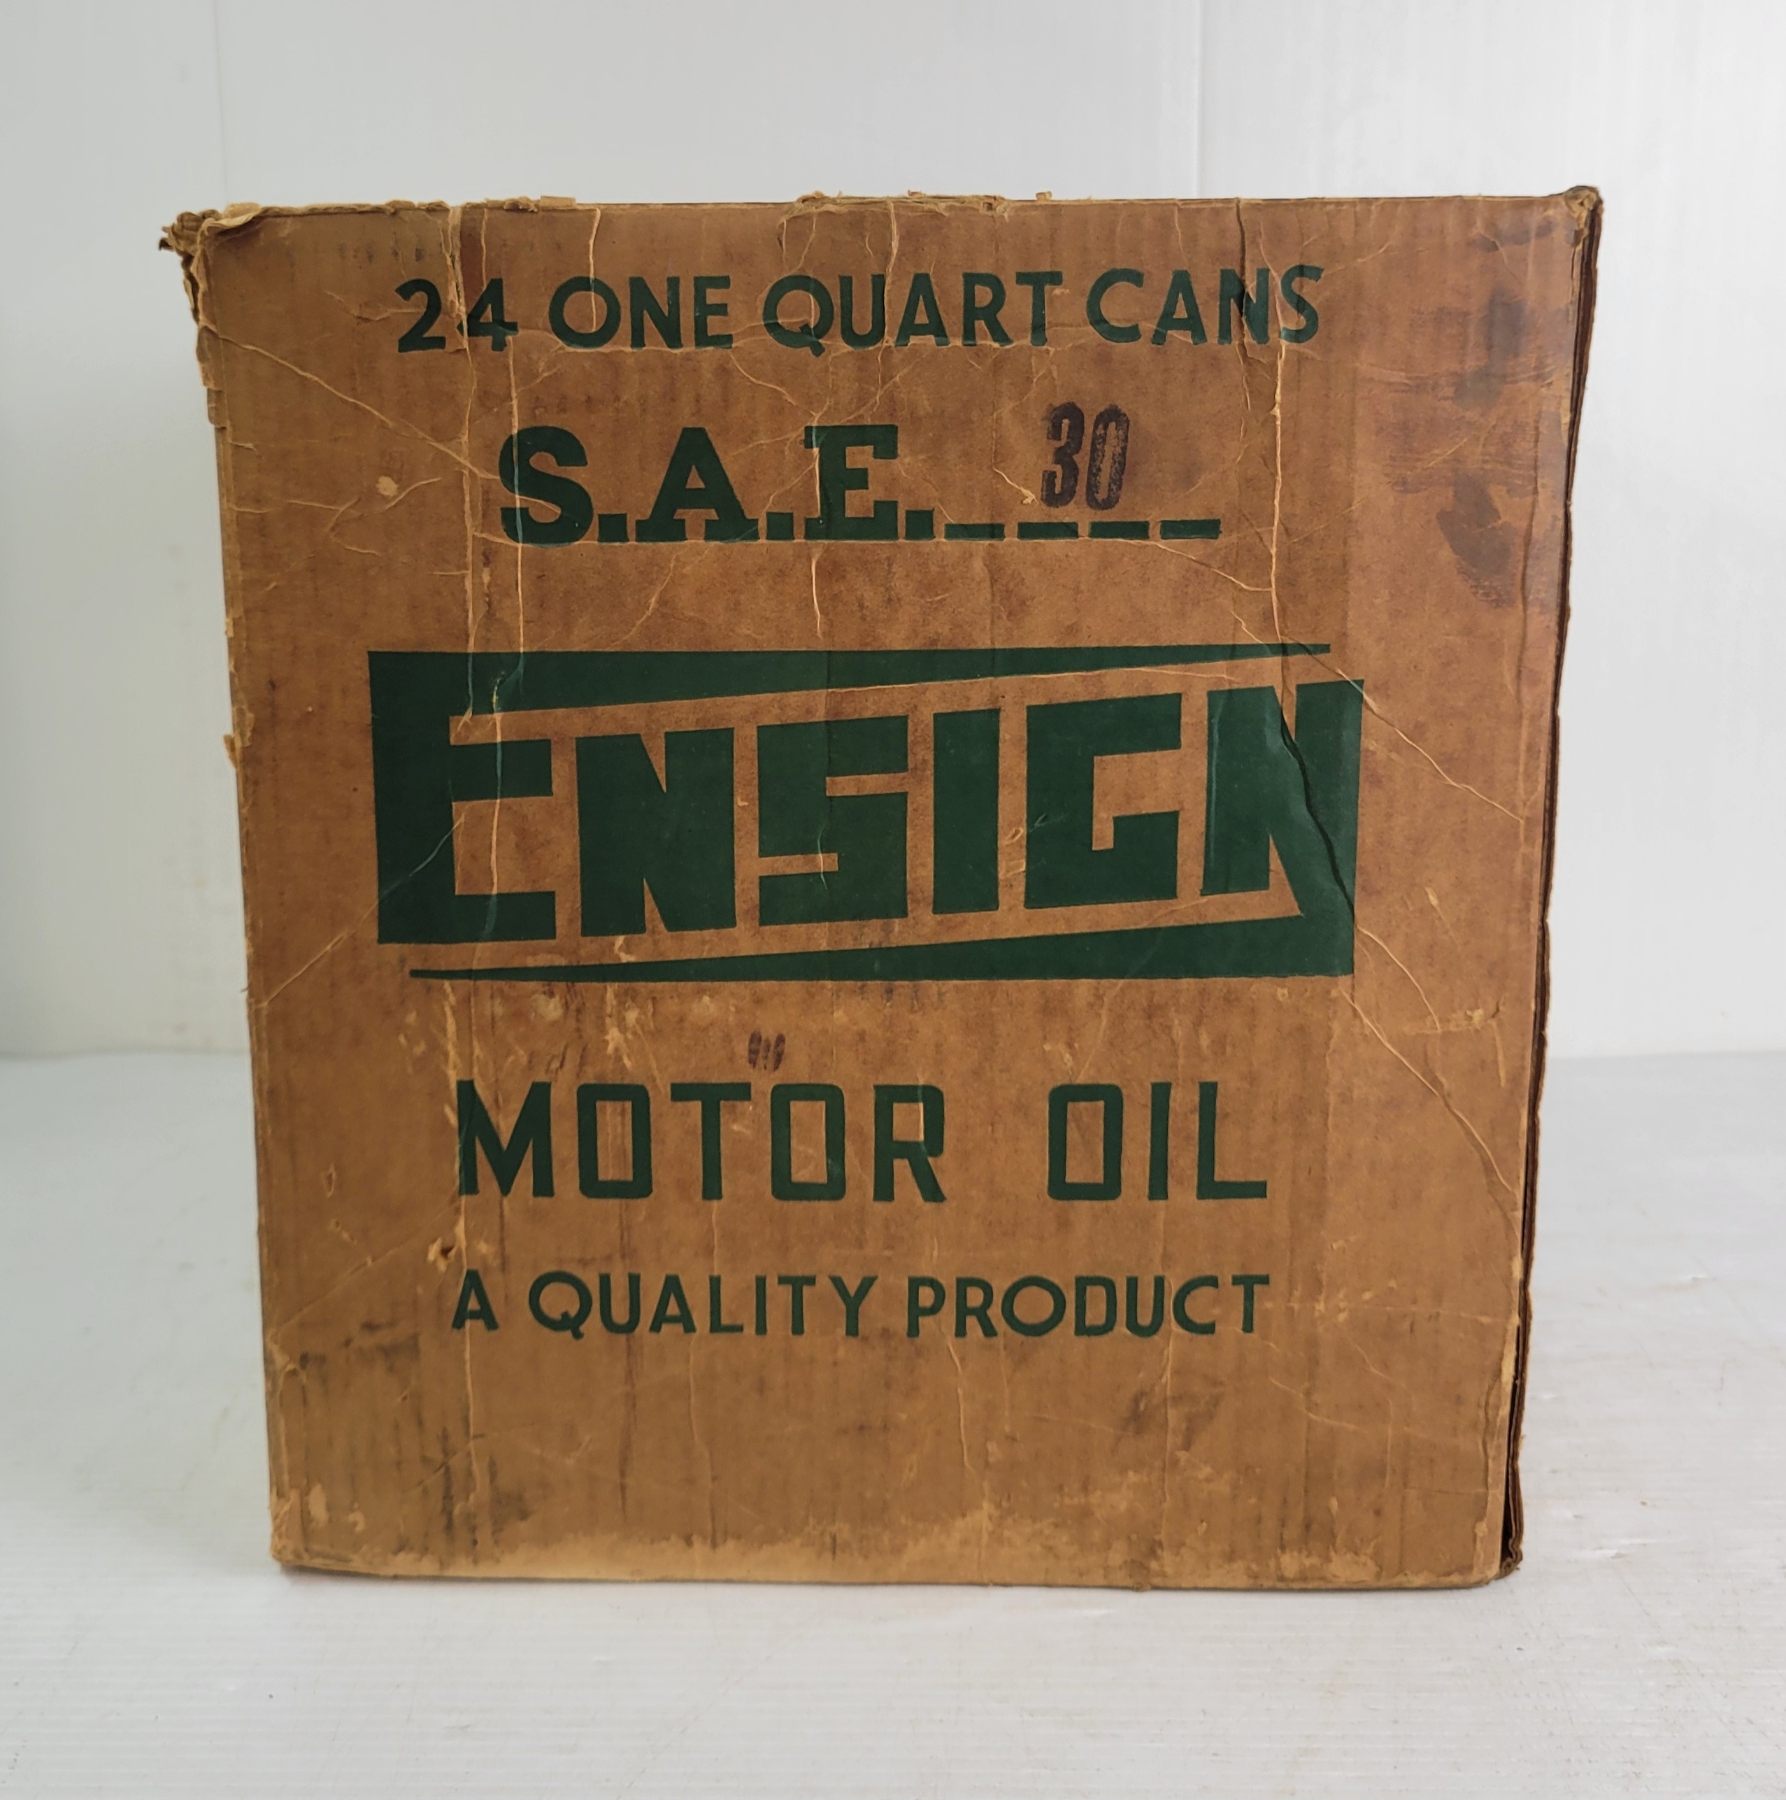 24 ONE QUART CANS
S.A.E. 30
ENSIGN
MOTOR OIL
A QUALITY PRODUCT